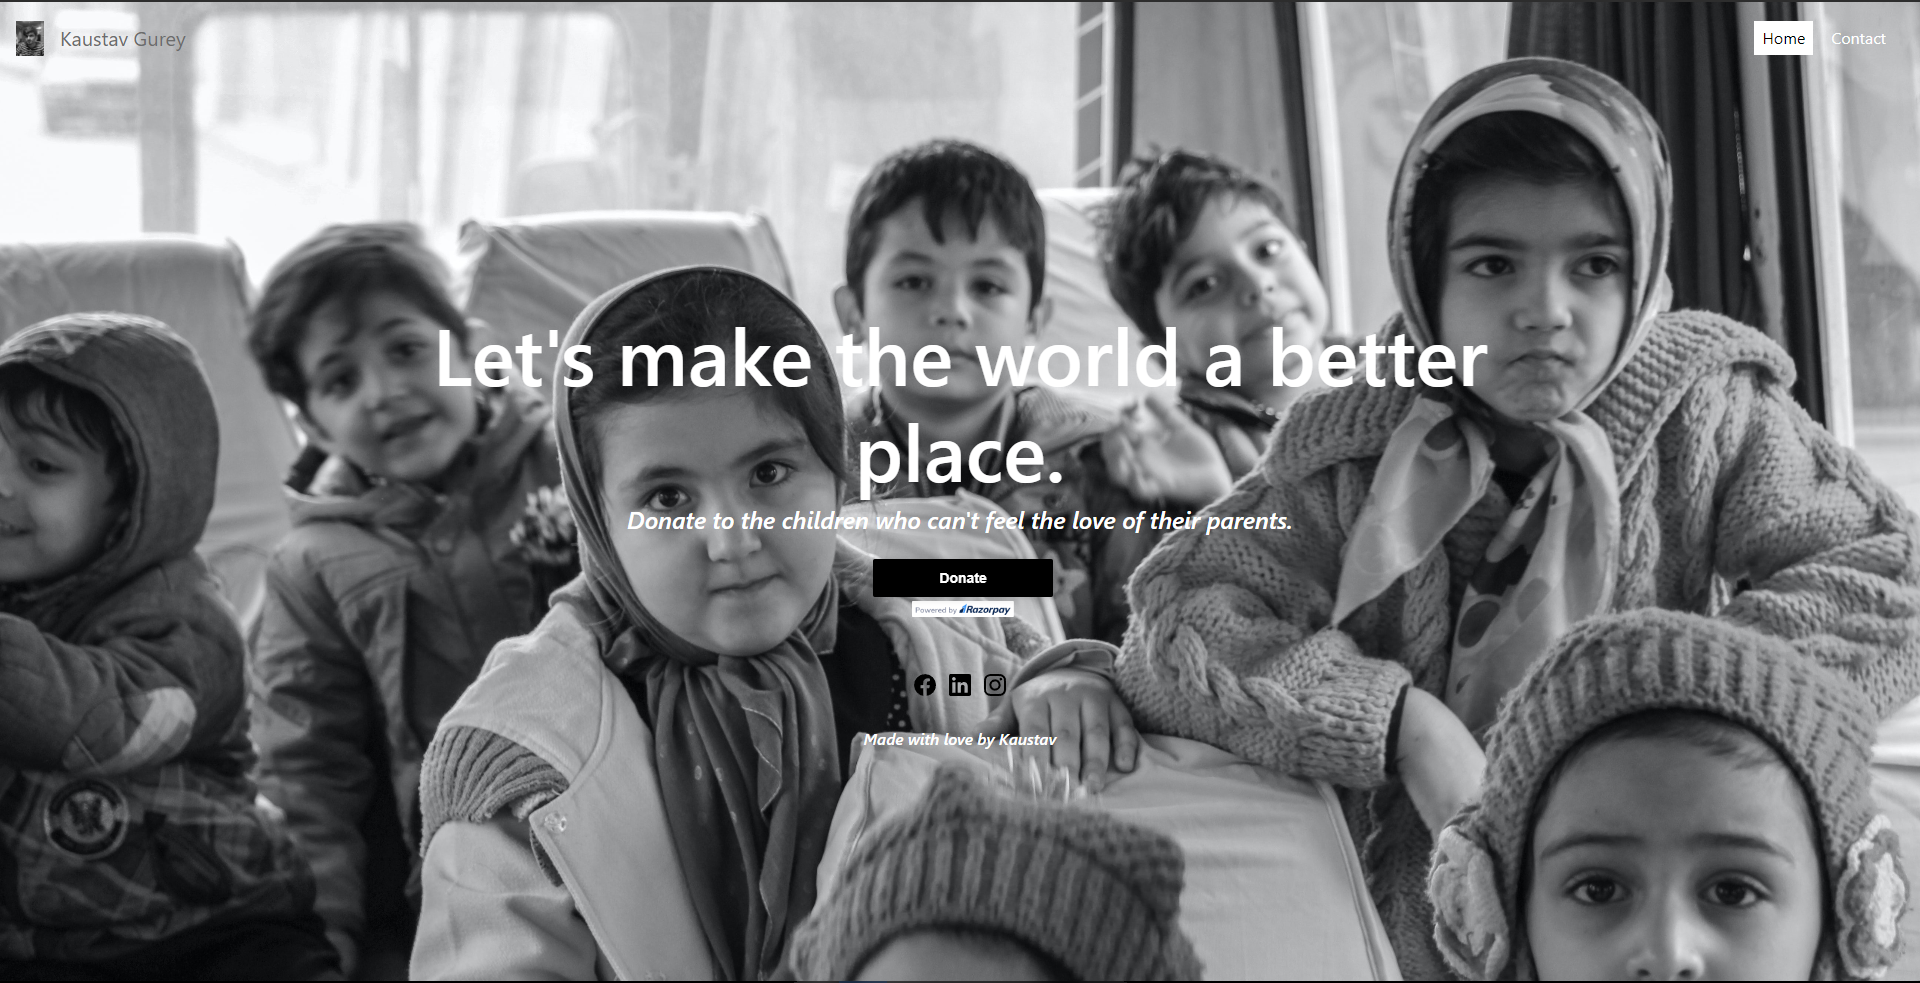 Kaustav Gurey
Home
Contact
Let's make the world a better
place.
Donate to the children who can't feel the love of their parents.
Donate
Powered by Razorpay
Made with love by Kaustav